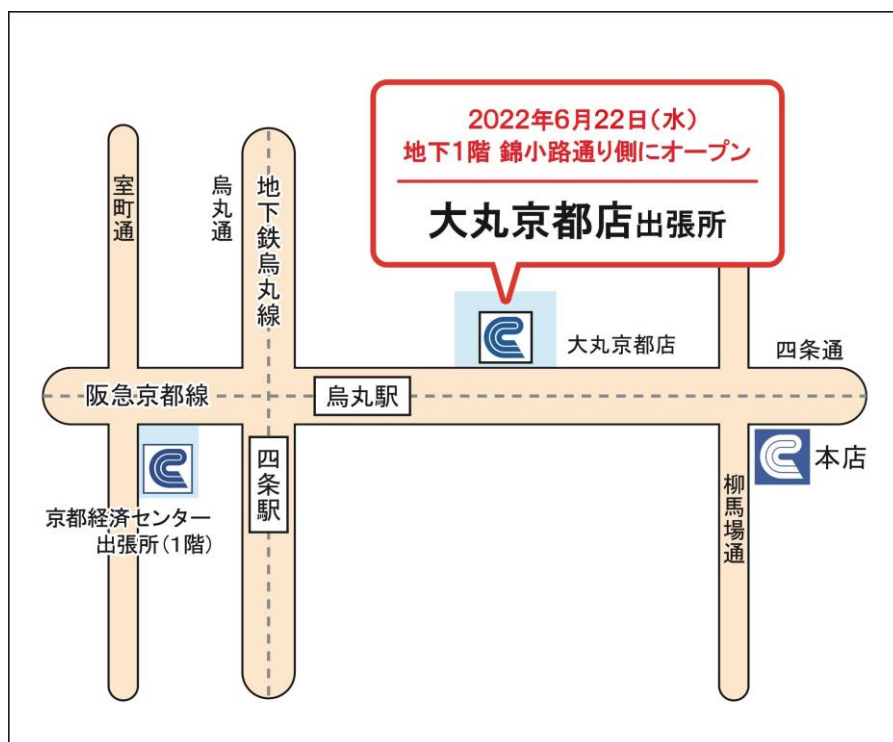 2022年6月22日(水)
地下1階 錦小路通り側にオープン
大丸京都店出張所
室町通
烏丸通
地下鉄烏丸線
大丸京都店
四条通
阪急京都線
烏丸駅
四条駅
本店
京都経済センター
出張所(1階)
柳馬場通